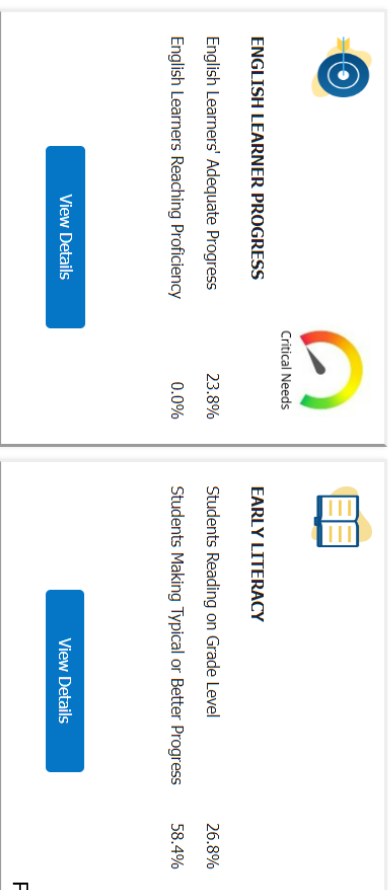 Critical Needs
ENGLISH LEARNER PROGRESS
English Learners' Adequate Progress 23.8%
English Learners Reaching Proficiency 0.0%
View Details
EARLY LITERACY
Students Reading on Grade Level 26.8%
Students Making Typical or Better Progress 58.4%
View Details